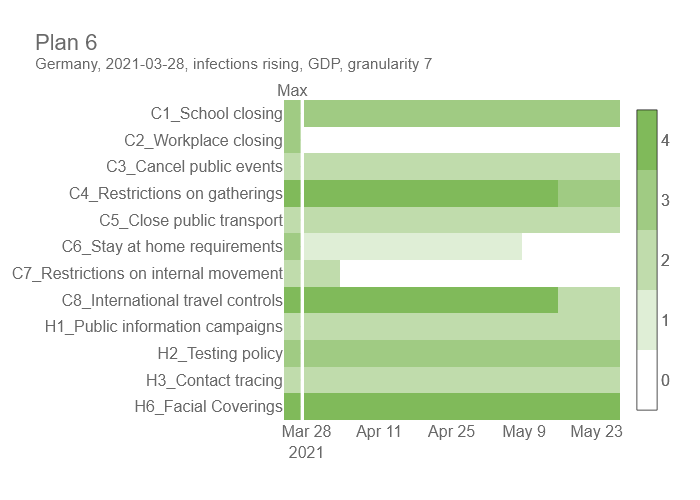 Plan 6
Germany, 2021-03-28, infections rising, GDP, granularity 7
Max
C1_School closing
C2_Workplace closing
C3_Cancel public events
C4_Restrictions on gatherings
C5_Close public transport
C6_Stay at home requirements
C7_Restrictions on internal movement
C8_International travel controls
H1_Public information campaigns
H2_Testing policy
H3_Contact tracing
H6_Facial Coverings
Mar 28 Apr 11 Apr 25 May 9 May 23
2021
4
3
2
1
0